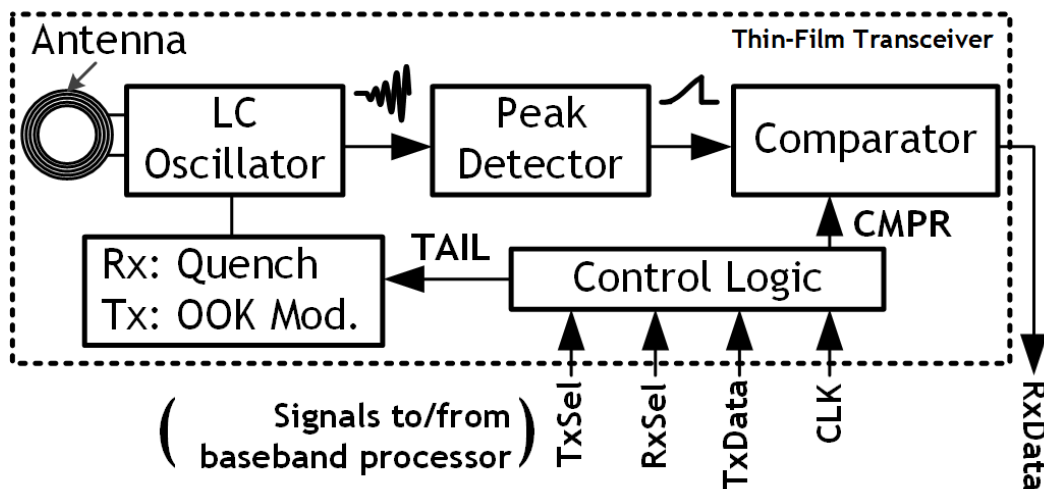 Antenna
Thin-Film Transceiver
LC
Oscillator
Peak
Detector
Comparator
CMPR
TAIL
Rx: Quench
Tx: OOK Mod.
Control Logic
TxSel
RxSel
TxData
CLK
RxData
( Signals to/from
baseband processor )